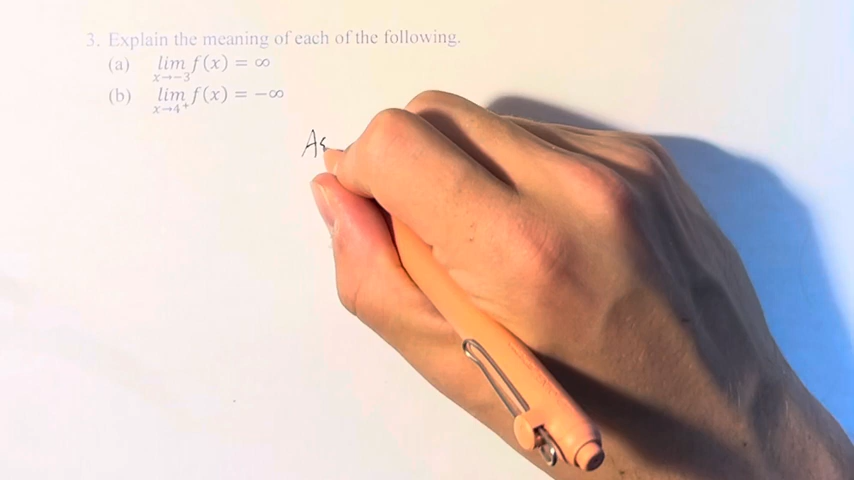 3. Explain the meaning of each of the following.
(a) lim x→−3 f(x) = ∞
(b) lim x→4⁺ f(x) = −∞